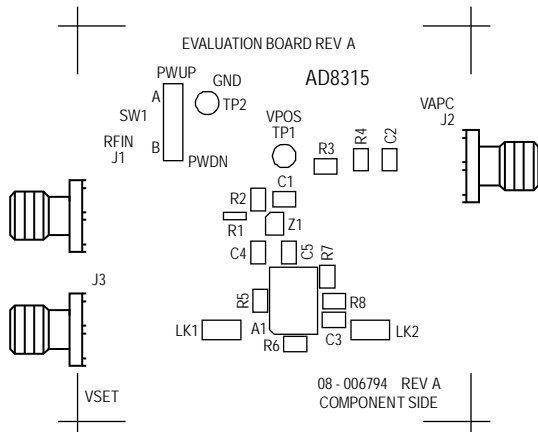 EVALUATION BOARD REV A
PWUP
GND
AD8315
A
TP2
SW1
VPOS
TP1
VAPC
J2
RFIN
J1
B
PWDN
R3
R4
C2
C1
R2
R1
Z1
C4
C5
R7
J3
R5
R8
LK1
A1
C3
LK2
R6
VSET
08 - 006794 REV A
COMPONENT SIDE